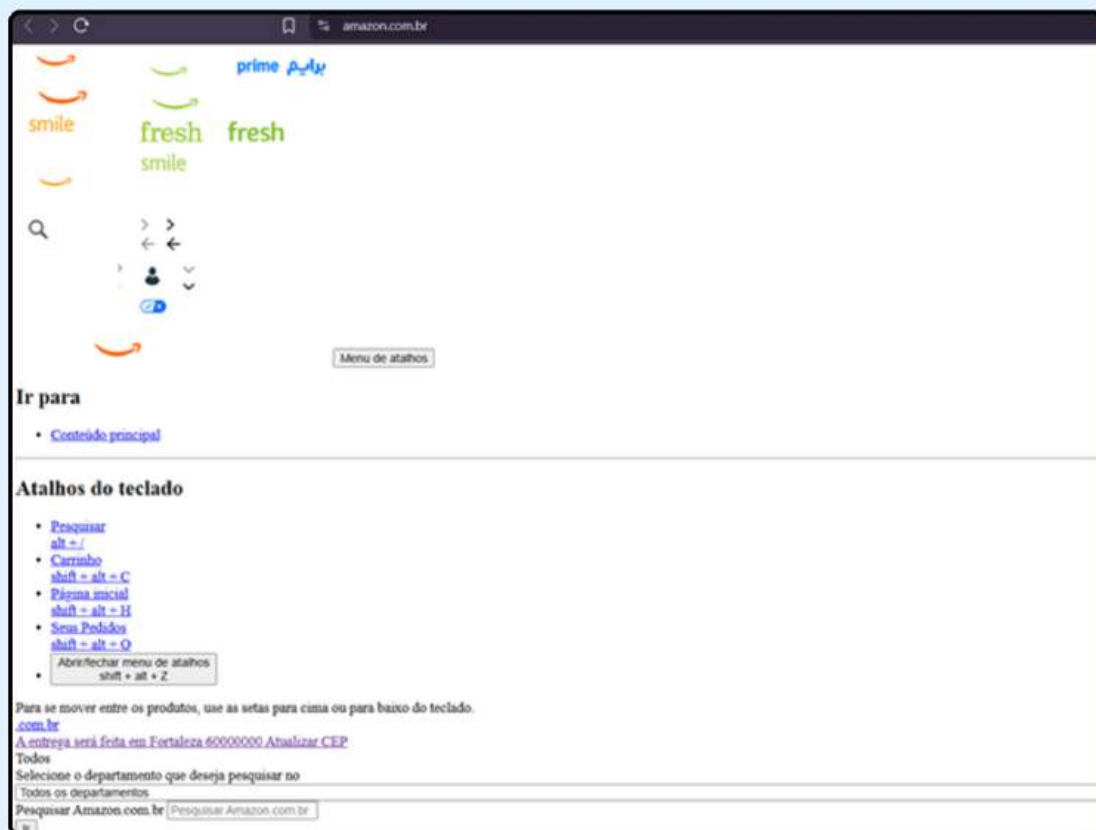 amazon.com.br
prime برايم
smile
fresh fresh
smile
Menu de atalhos
Ir para
Conteúdo principal
Atalhos do teclado
Pesquisar
alt + /
Carrinho
shift + alt + C
Página inicial
shift + alt + H
Seus Pedidos
shift + alt + O
Abrir/fechar menu de atalhos
shift + alt + Z
Para se mover entre os produtos, use as setas para cima ou para baixo do teclado.
.com.br
A entrega será feita em Fortaleza 60000000 Atualizar CEP
Todos
Selecione o departamento que deseja pesquisar no
Todos os departamentos
Pesquisar Amazon.com.br Pesquisar Amazon.com.br